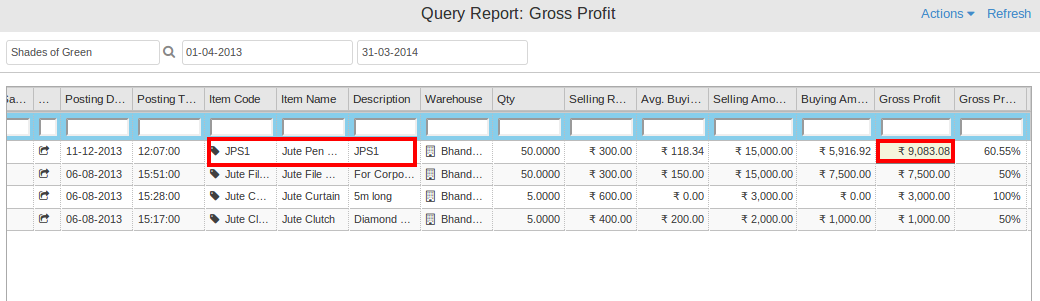 Query Report: Gross Profit
Actions Refresh
Shades of Green 01-04-2013 31-03-2014
Sa... ... Posting D... Posting T... Item Code Item Name Description Warehouse Qty Selling R... Avg. Buyi... Selling Amo... Buying Am... Gross Profit Gross Pr...
11-12-2013 12:07:00 JPS1 Jute Pen ... JPS1 Bhand... 50.0000 ₹ 300.00 ₹ 118.34 ₹ 15,000.00 ₹ 5,916.92 ₹ 9,083.08 60.55%
06-08-2013 15:51:00 Jute Fil... Jute File ... For Corpo... Bhand... 50.0000 ₹ 300.00 ₹ 150.00 ₹ 15,000.00 ₹ 7,500.00 ₹ 7,500.00 50%
06-08-2013 15:28:00 Jute C... Jute Curtain 5m long Bhand... 5.0000 ₹ 600.00 ₹ 0.00 ₹ 3,000.00 ₹ 0.00 ₹ 3,000.00 100%
06-08-2013 15:17:00 Jute Cl... Jute Clutch Diamond ... Bhand... 5.0000 ₹ 400.00 ₹ 200.00 ₹ 2,000.00 ₹ 1,000.00 ₹ 1,000.00 50%